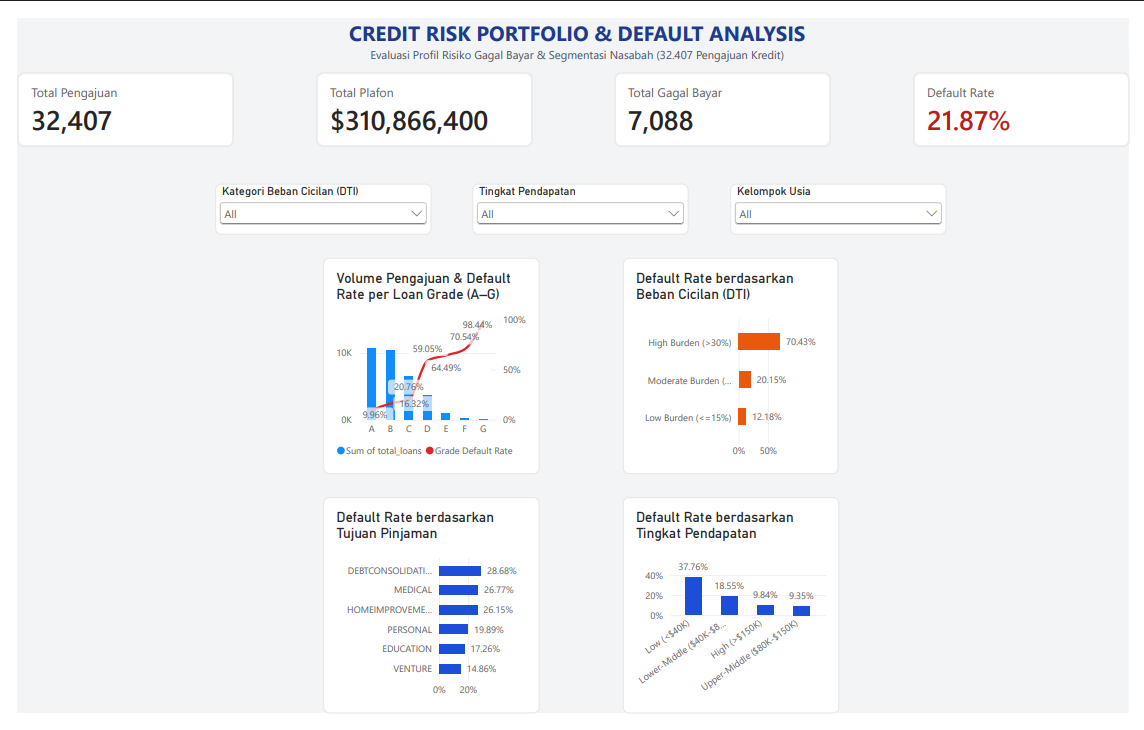 CREDIT RISK PORTFOLIO & DEFAULT ANALYSIS
Evaluasi Profil Risiko Gagal Bayar & Segmentasi Nasabah (32.407 Pengajuan Kredit)
Total Pengajuan
32,407
Total Plafon
$310,866,400
Total Gagal Bayar
7,088
Default Rate
21.87%
Kategori Beban Cicilan (DTI)
All
Tingkat Pendapatan
All
Kelompok Usia
All
Volume Pengajuan & Default
Rate per Loan Grade (A–G)
98.44%
100%
70.54%
59.05%
10K
64.49%
50%
20.76%
16.32%
9.96%
0K
0%
A B C D E F G
Sum of total_loans Grade Default Rate
Default Rate berdasarkan
Beban Cicilan (DTI)
High Burden (>30%) 70.43%
Moderate Burden (... 20.15%
Low Burden (<=15%) 12.18%
0% 50%
Default Rate berdasarkan
Tujuan Pinjaman
DEBTCONSOLIDATI... 28.68%
MEDICAL 26.77%
HOMEIMPROVEME... 26.15%
PERSONAL 19.89%
EDUCATION 17.26%
VENTURE 14.86%
0% 20%
Default Rate berdasarkan
Tingkat Pendapatan
37.76%
40%
18.55%
20%
9.84% 9.35%
0%
Low (<$40K)
Lower-Middle ($40K-$8...
High (>$150K)
Upper-Middle ($80K-$150K)